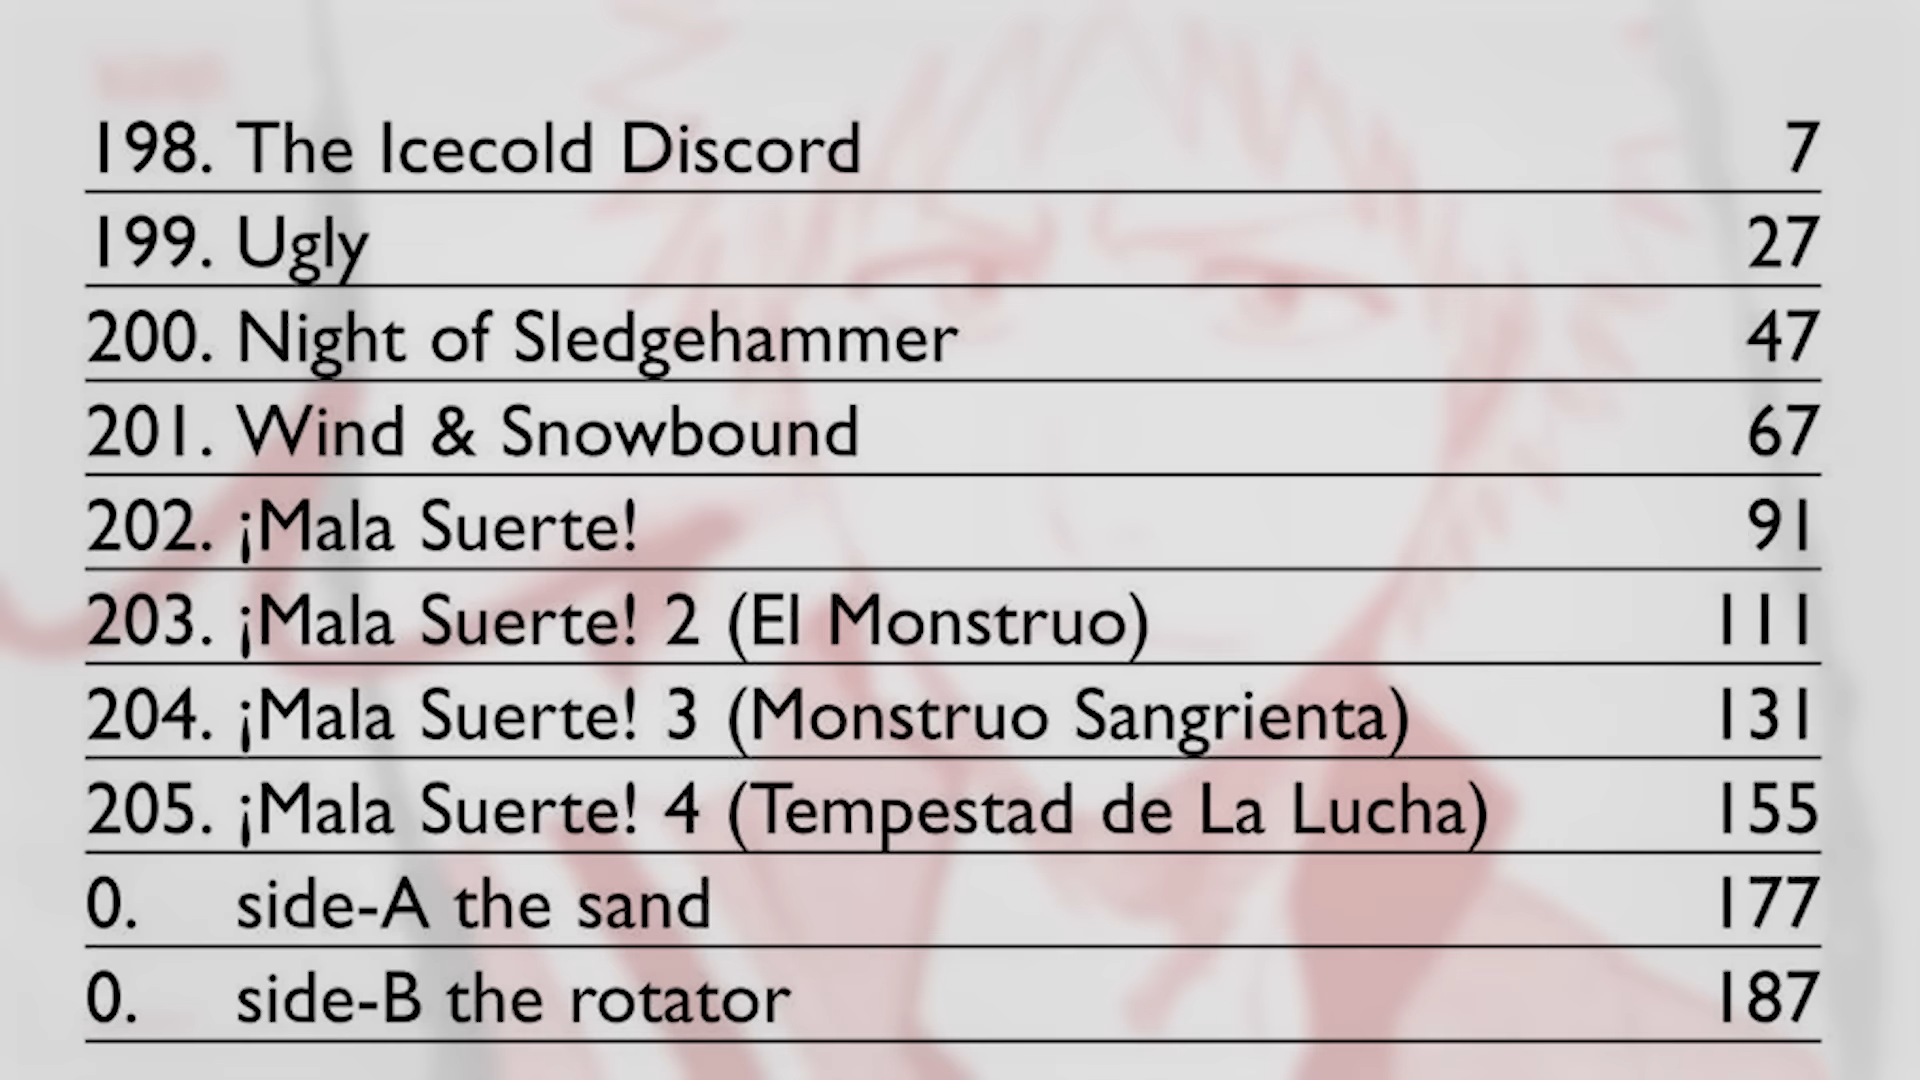 198. The Icecold Discord 7
199. Ugly 27
200. Night of Sledgehammer 47
201. Wind & Snowbound 67
202. ¡Mala Suerte! 91
203. ¡Mala Suerte! 2 (El Monstruo) 111
204. ¡Mala Suerte! 3 (Monstruo Sangrienta) 131
205. ¡Mala Suerte! 4 (Tempestad de La Lucha) 155
0. side-A the sand 177
0. side-B the rotator 187